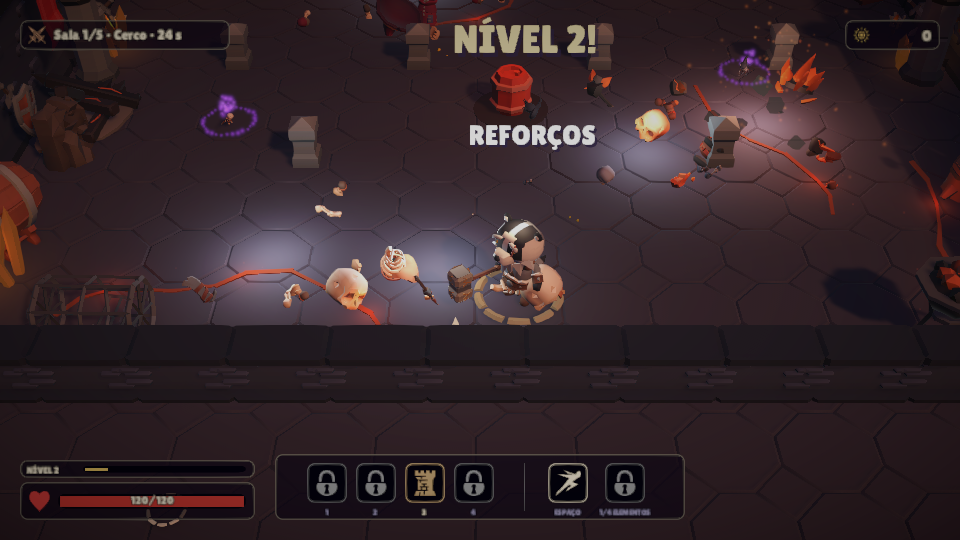 Sala 1/5 · Cerco · 24 s
NÍVEL 2!
0
REFORÇOS
NÍVEL 2
120/120
1
2
3
4
ESPAÇO
1/4 ELEMENTOS